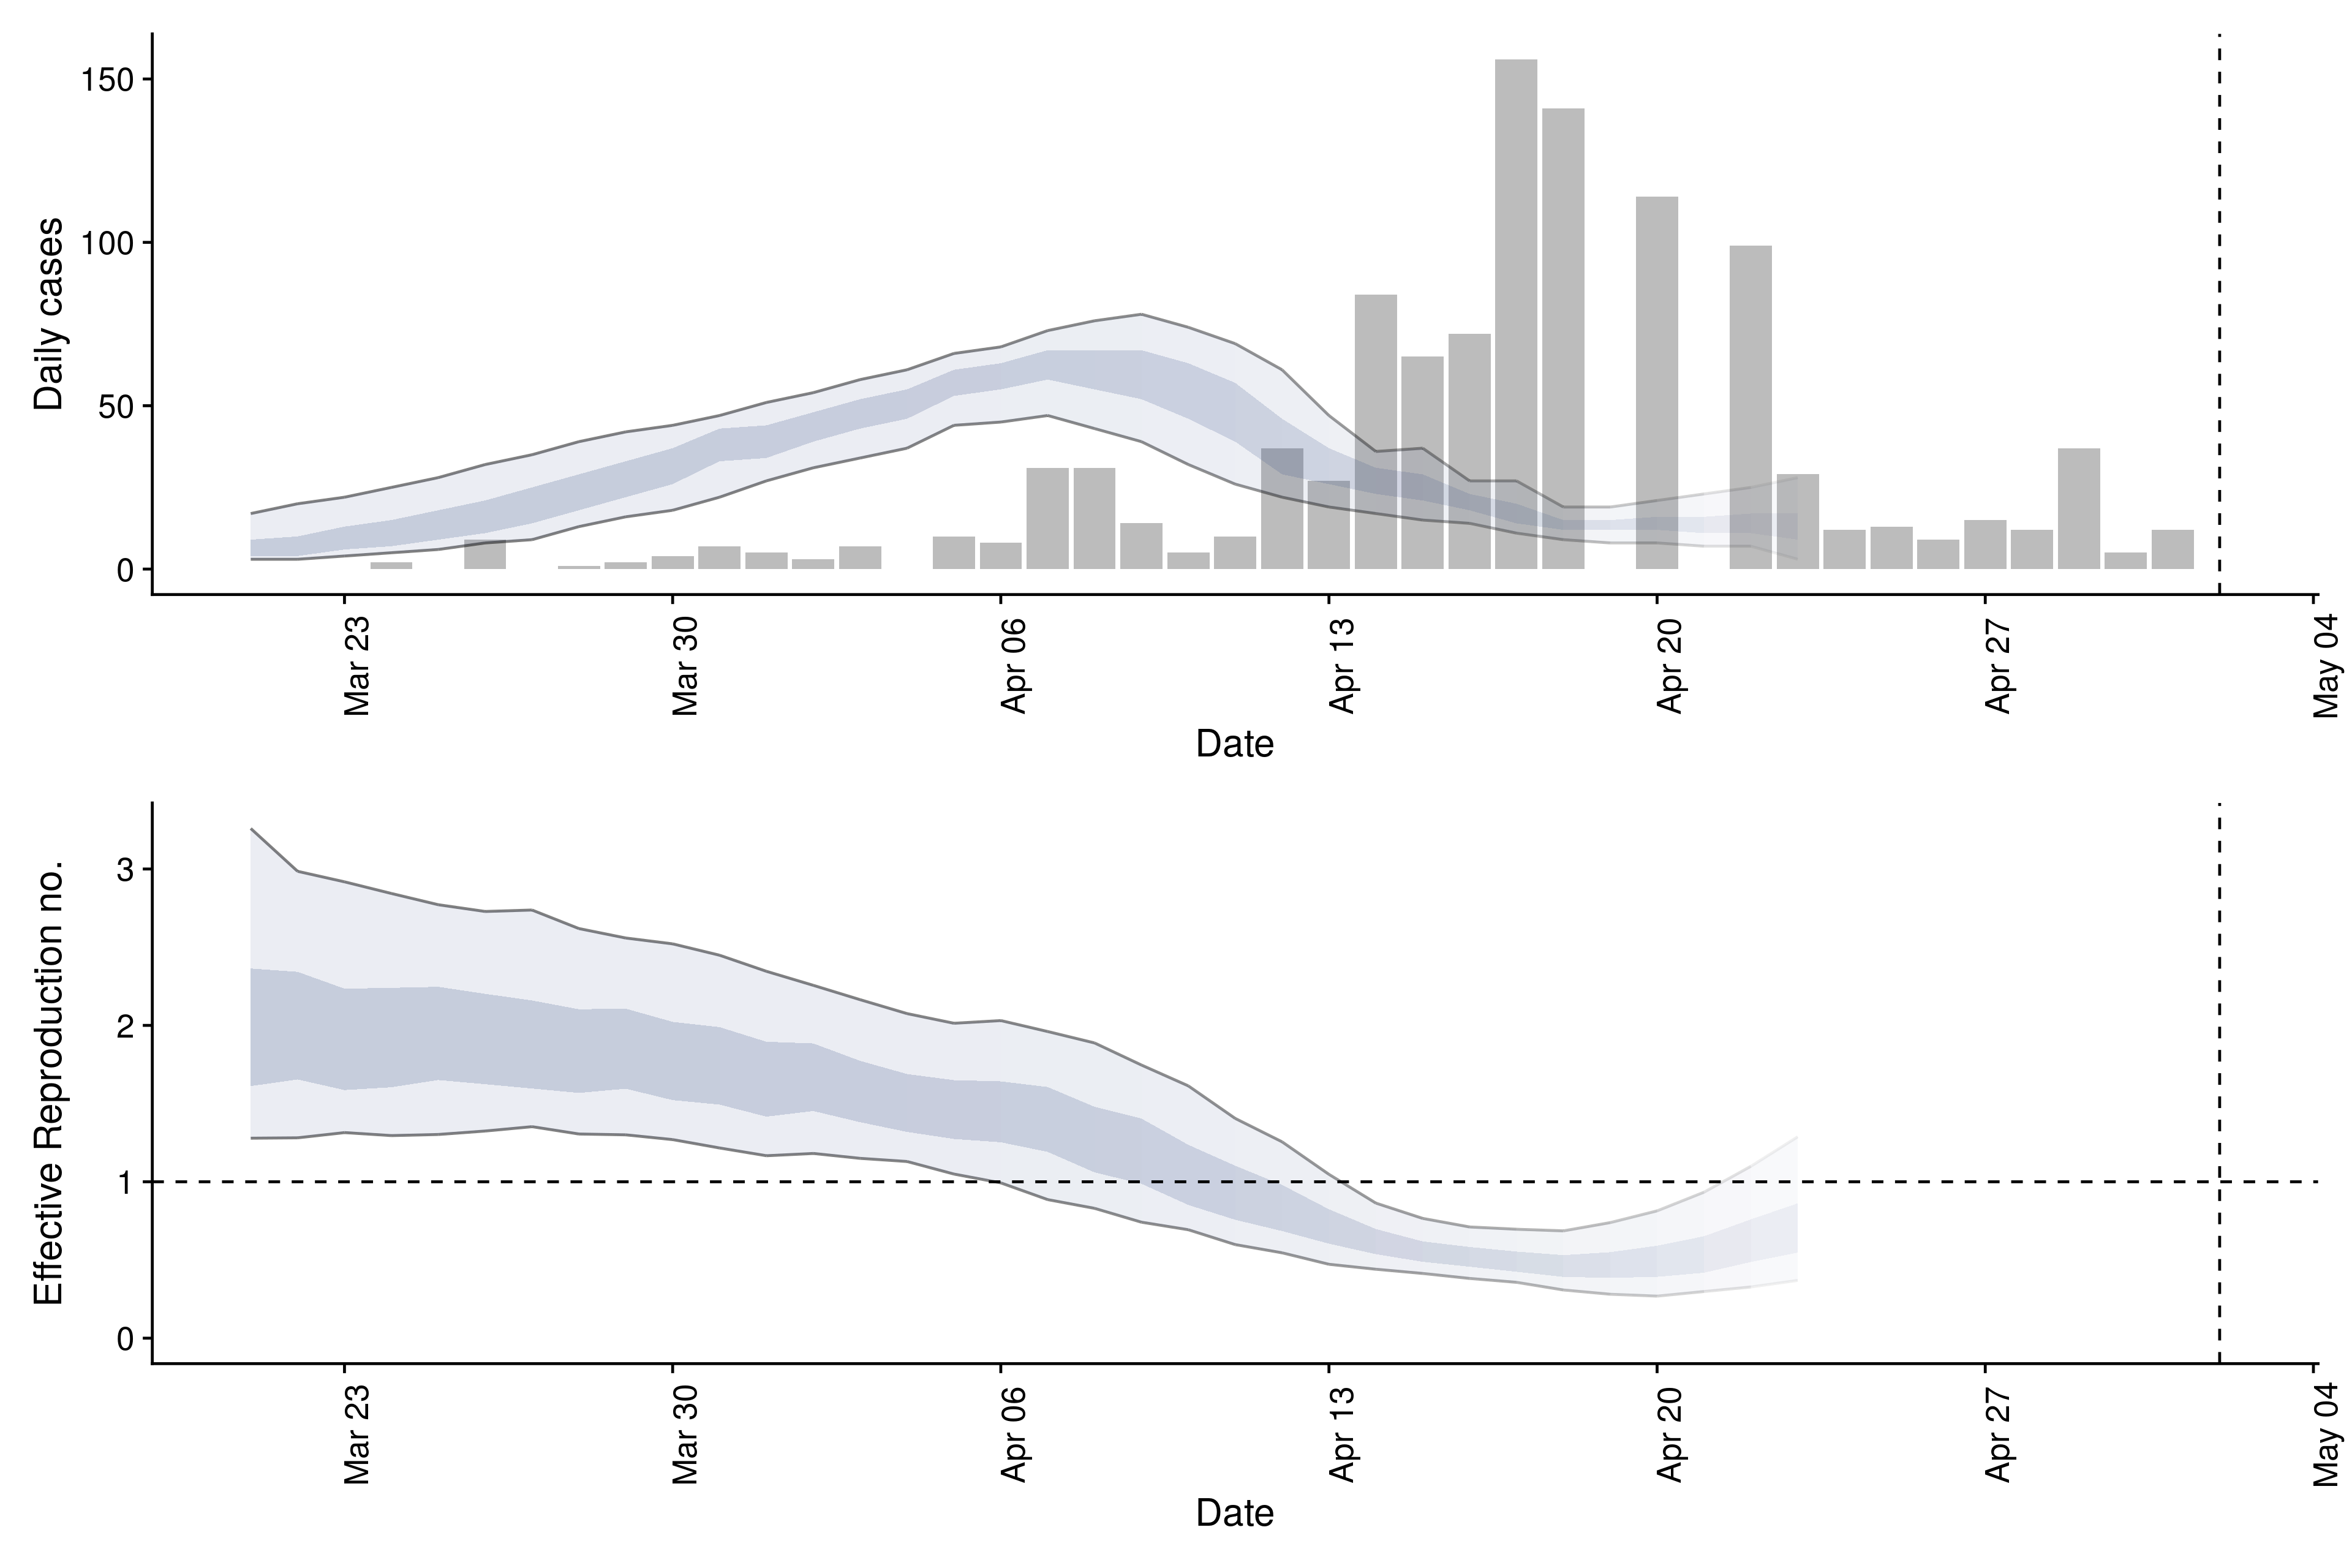 Daily cases
150
100
50
0
Mar 23
Mar 30
Apr 06
Apr 13
Apr 20
Apr 27
May 04
Date
Effective Reproduction no.
3
2
1
0
Mar 23
Mar 30
Apr 06
Apr 13
Apr 20
Apr 27
May 04
Date